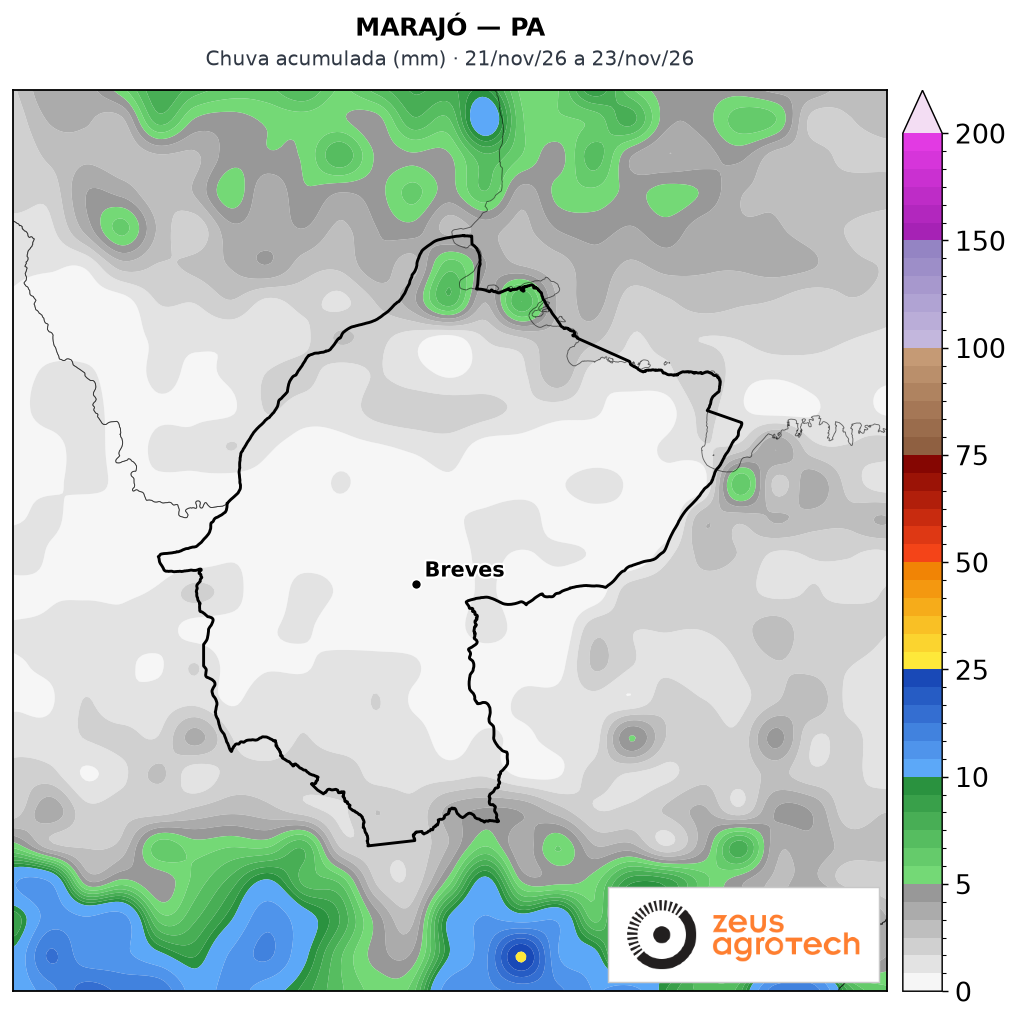 MARAJÓ — PA
Chuva acumulada (mm) · 21/nov/26 a 23/nov/26
200
150
100
75
50
25
10
5
0
Breves
zeus
agrotech